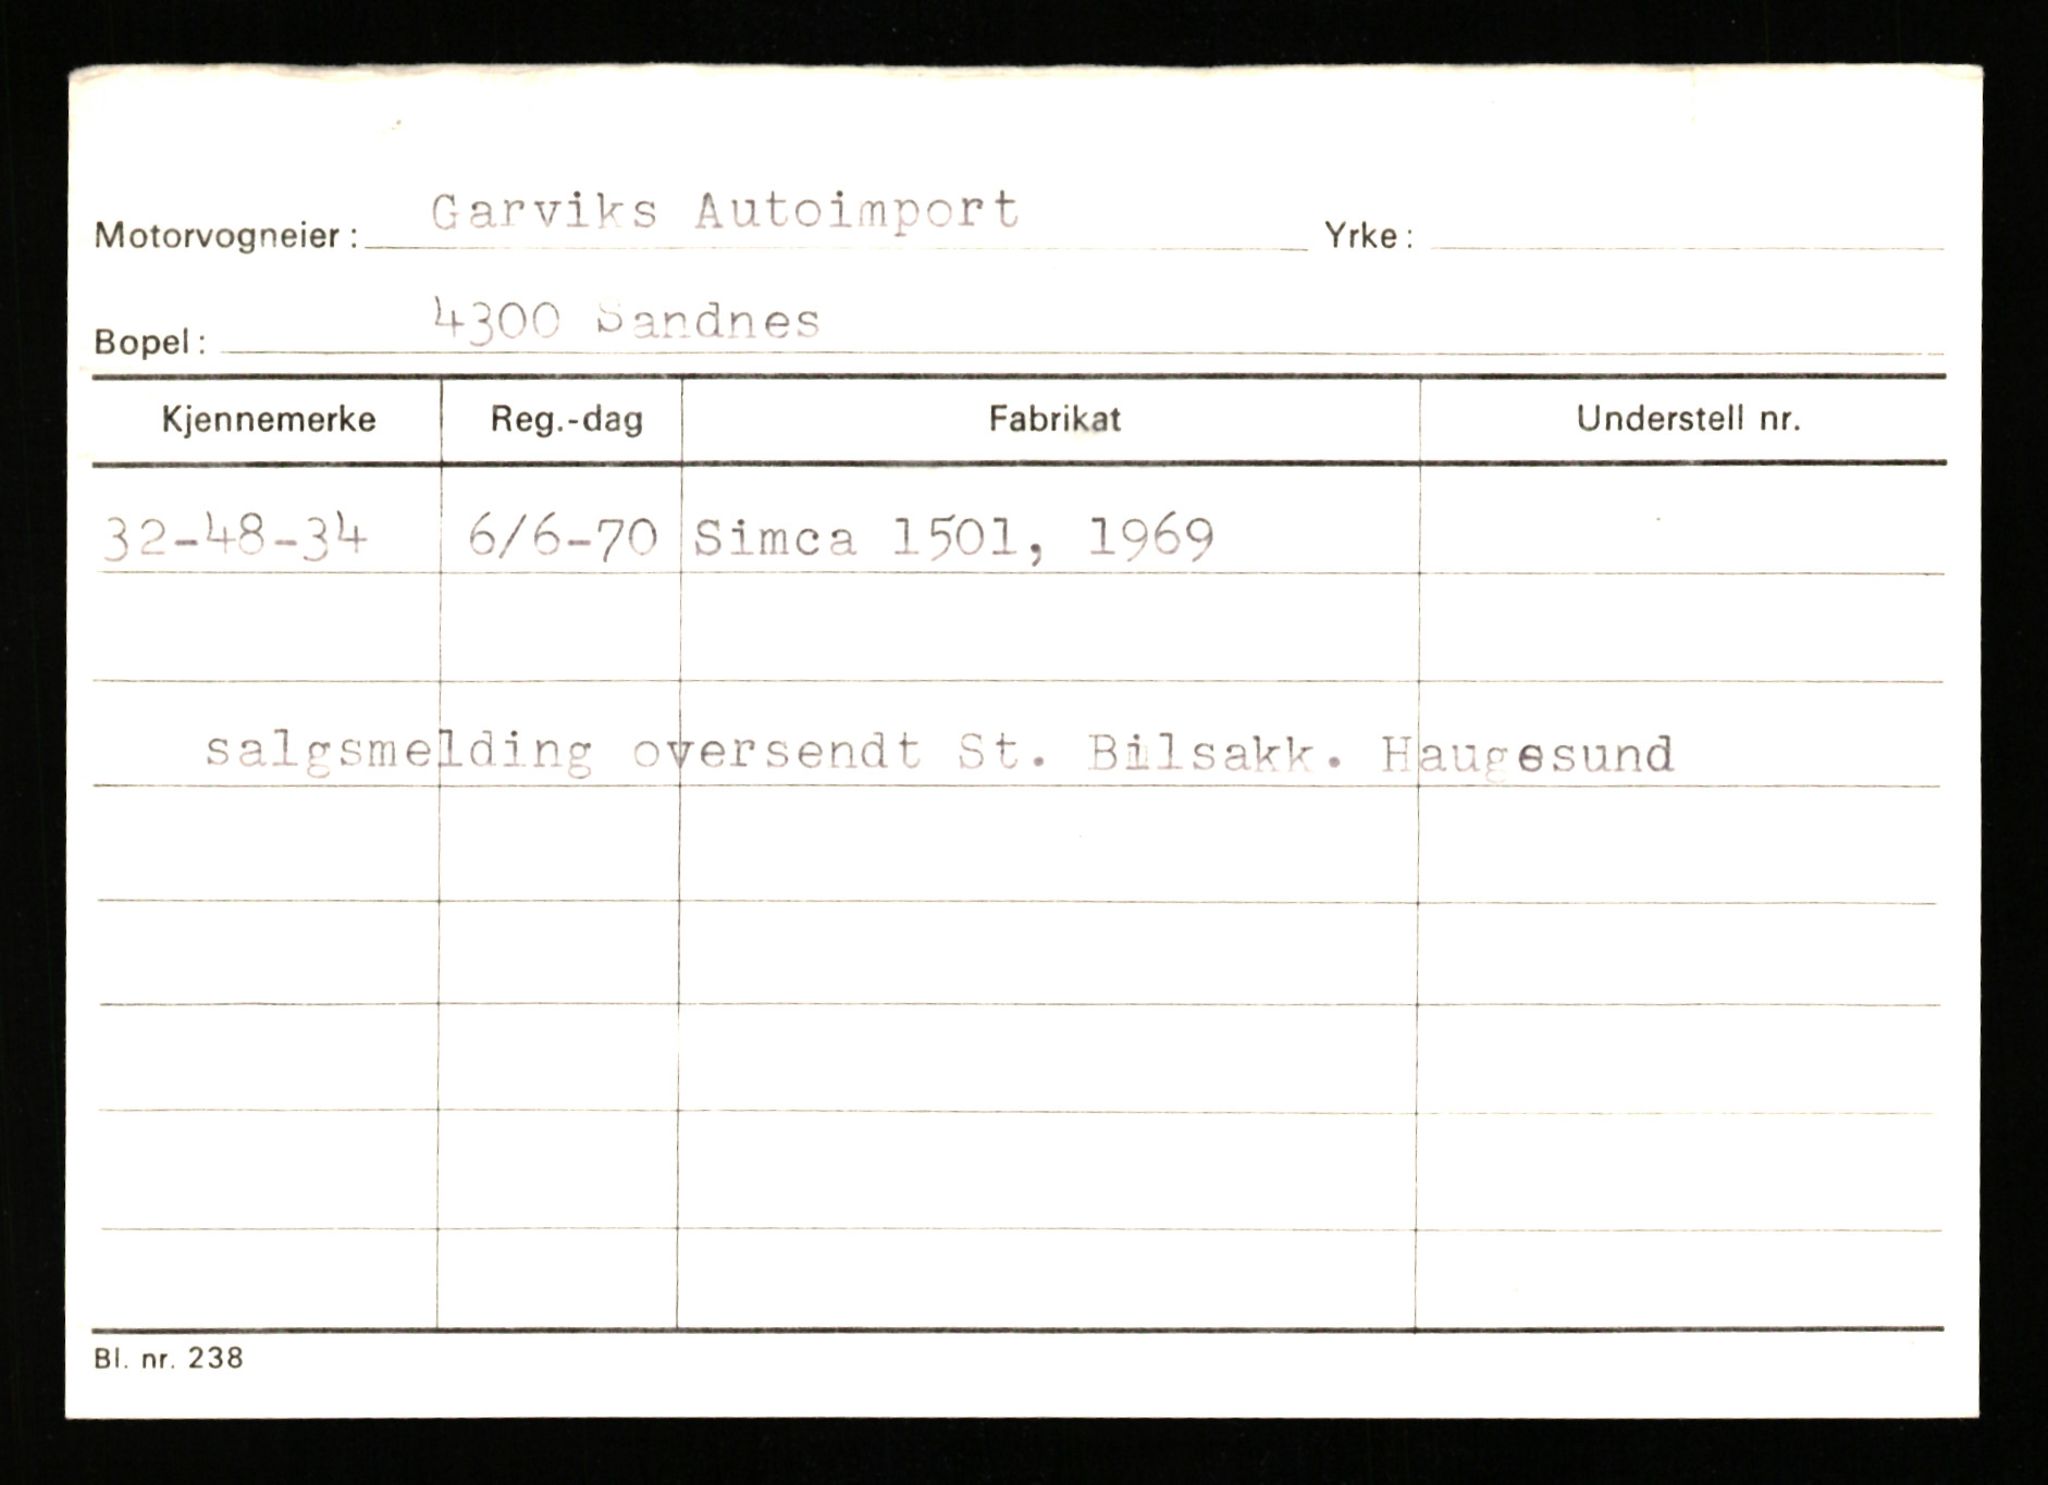 Motorvogneier: Garviks Autoimport Yrke:
Bopel: 4300 Sandnes
Kjennemerke Reg.-dag Fabrikat Understell nr.
32-48-34 6/6-70 Simca 1501, 1969
salgsmelding oversendt St. Bilsakk. Haugesund
Bl. nr. 238